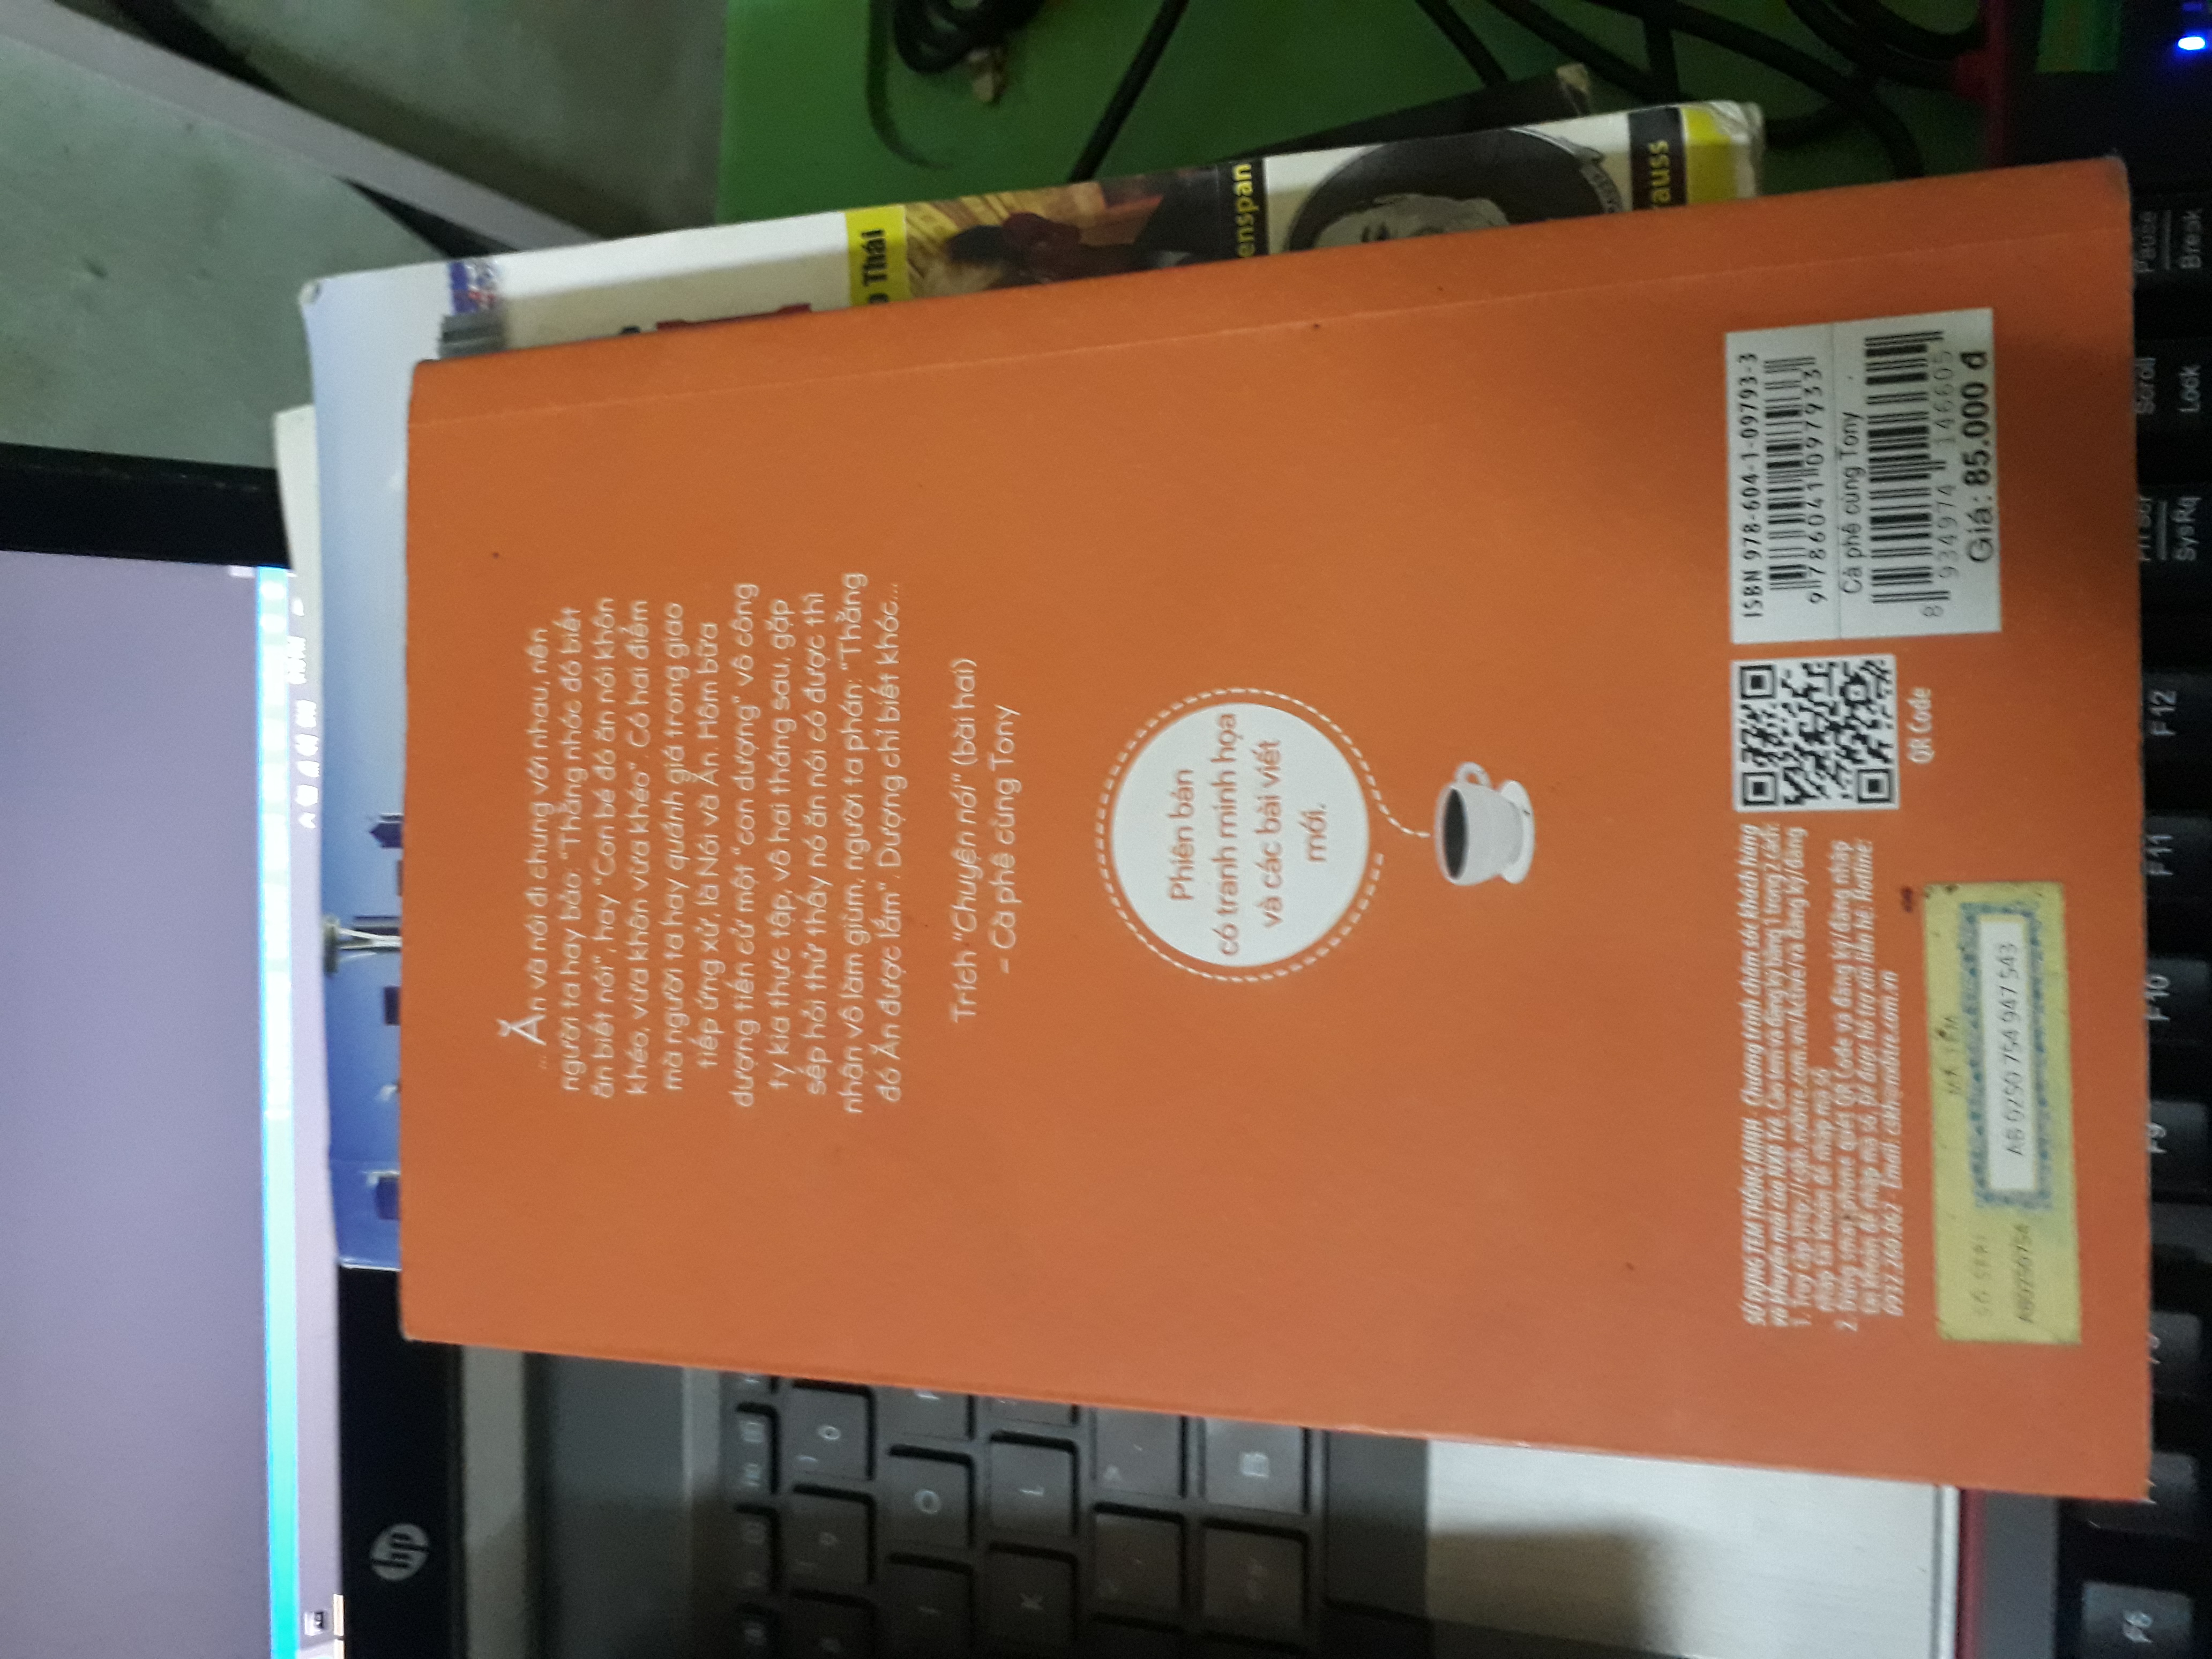 hp
... Ăn và nói đi chung với nhau, nên
người ta hay bảo: "Thằng nhóc đó biết
ăn biết nói", hay "Con bé đó ăn nói khôn
khéo, vừa khôn vừa khéo". Có hai điểm
mà người ta hay quánh giá trong giao
tiếp ứng xử, là Nói và Ăn. Hôm bữa
dượng tiến cử một "con dượng" vô công
ty kia thực tập, vô hai tháng sau, gặp
sếp hỏi thử thấy nó ăn nói có được thì
nhận vô làm giùm, người ta phán: "Thằng
đó Ăn được lắm". Dượng chỉ biết khóc...
Trích "Chuyện nói" (bài hai)
– Cà phê cùng Tony
Phiên bản
có tranh minh họa
và các bài viết
mới.
Thái
enspan
rauss
SỬ DỤNG TEM THÔNG MINH - Chương trình chăm sóc khách hàng
và khuyến mãi của NXB Trẻ. Cào tem và đăng ký bằng 1 trong 2 cách:
1. Truy cập http://cskh.nxbtre.com.vn/Active/và đăng ký/đăng
nhập tài khoản để nhập mã số
2. Dùng smartphone quét QR Code và đăng ký/đăng nhập
tài khoản để nhập mã số. Để được hỗ trợ xin liên hệ: Hotline:
0932.260.062 - Email: cskh@nxbtre.com.vn
QR Code
ISBN 978-604-1-09793-3
9 786041 097933
Cà phê cùng Tony
8 934974 146605
Giá: 85.000 đ
MÃ TEM
SỐ SERI
AB0250754
AB 0250 754 947 543
K
L
O
B
F6
F9
F10
F11
F12
Prt Scr
SysRq
Scroll
Lock
Pause
Break